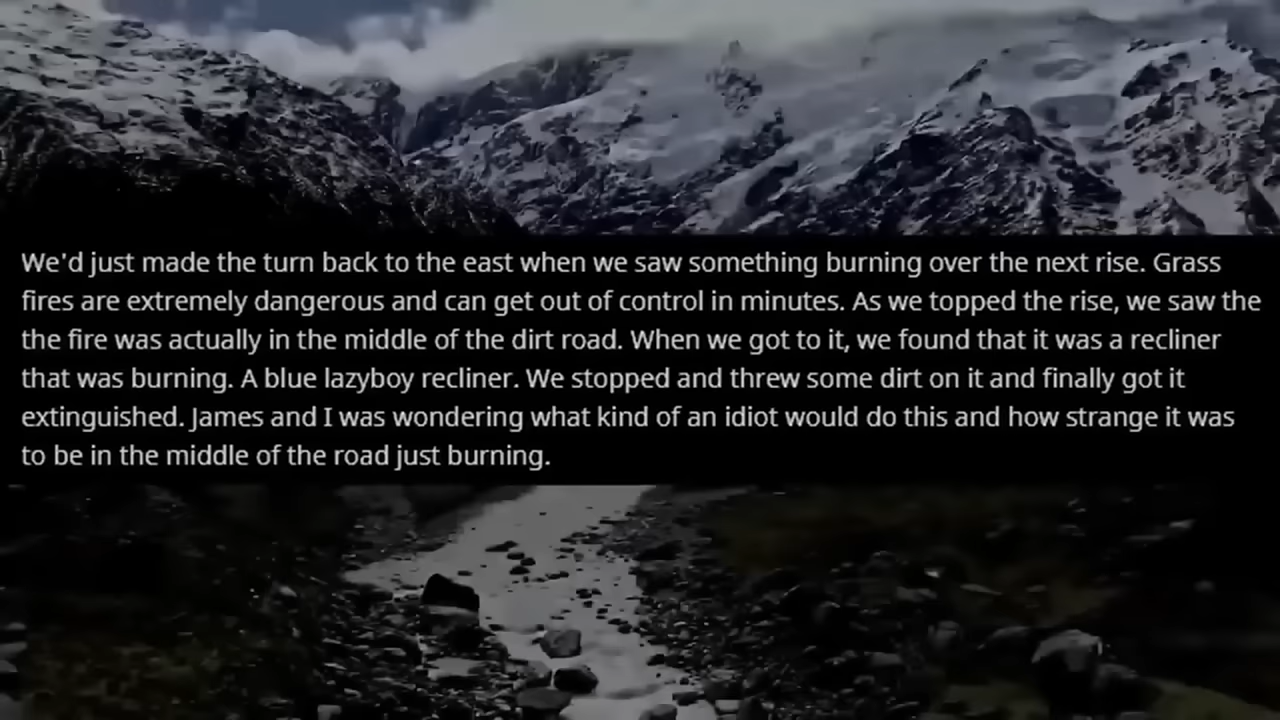 We'd just made the turn back to the east when we saw something burning over the next rise. Grass
fires are extremely dangerous and can get out of control in minutes. As we topped the rise, we saw the
the fire was actually in the middle of the dirt road. When we got to it, we found that it was a recliner
that was burning. A blue lazyboy recliner. We stopped and threw some dirt on it and finally got it
extinguished. James and I was wondering what kind of an idiot would do this and how strange it was
to be in the middle of the road just burning.